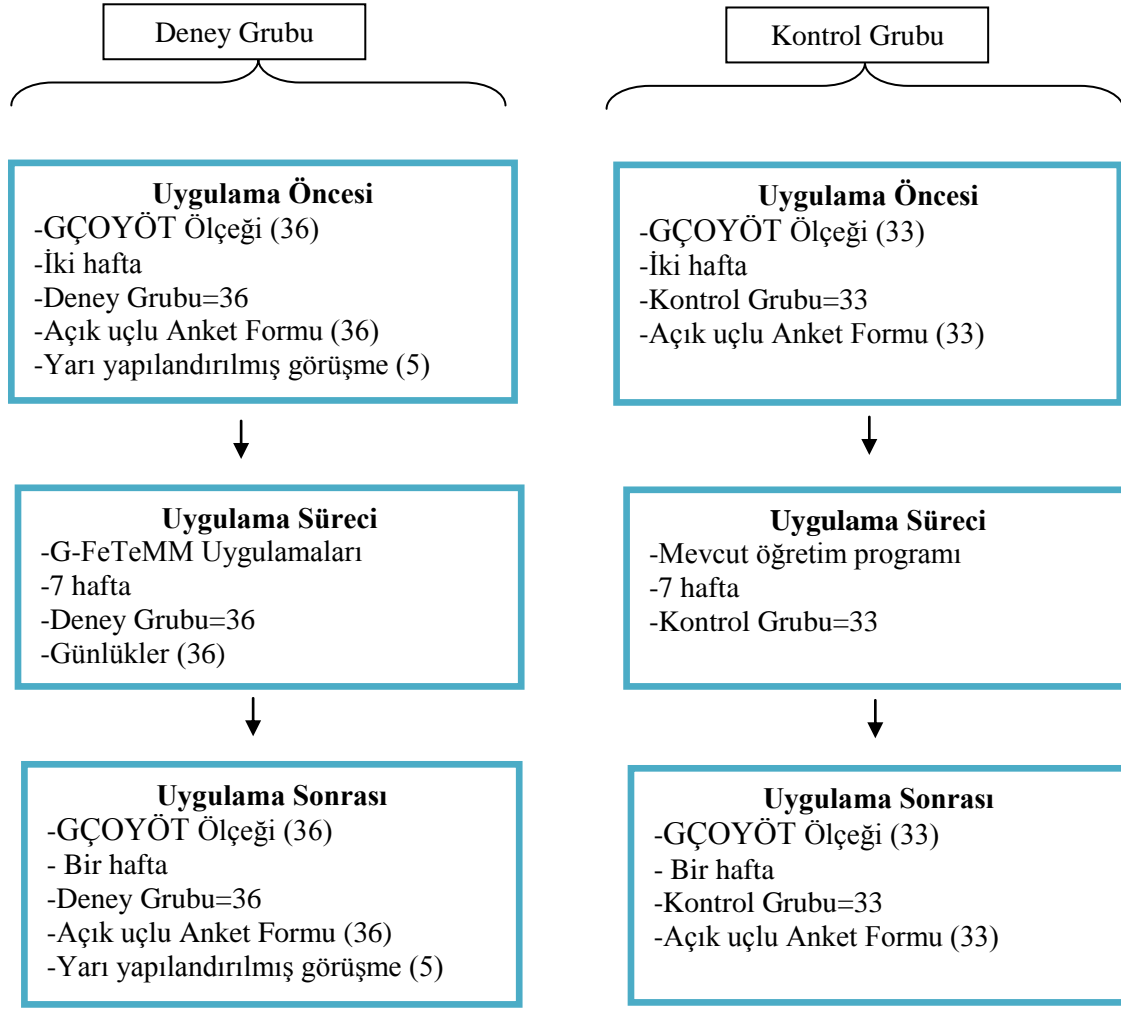 Deney Grubu
Uygulama Öncesi
-GÇOYÖT Ölçeği (36)
-İki hafta
-Deney Grubu=36
-Açık uçlu Anket Formu (36)
-Yarı yapılandırılmış görüşme (5)
Uygulama Süreci
-G-FeTeMM Uygulamaları
-7 hafta
-Deney Grubu=36
-Günlükler (36)
Uygulama Sonrası
-GÇOYÖT Ölçeği (36)
- Bir hafta
-Deney Grubu=36
-Açık uçlu Anket Formu (36)
-Yarı yapılandırılmış görüşme (5)
Kontrol Grubu
Uygulama Öncesi
-GÇOYÖT Ölçeği (33)
-İki hafta
-Kontrol Grubu=33
-Açık uçlu Anket Formu (33)
Uygulama Süreci
-Mevcut öğretim programı
-7 hafta
-Kontrol Grubu=33
Uygulama Sonrası
-GÇOYÖT Ölçeği (33)
- Bir hafta
-Kontrol Grubu=33
-Açık uçlu Anket Formu (33)